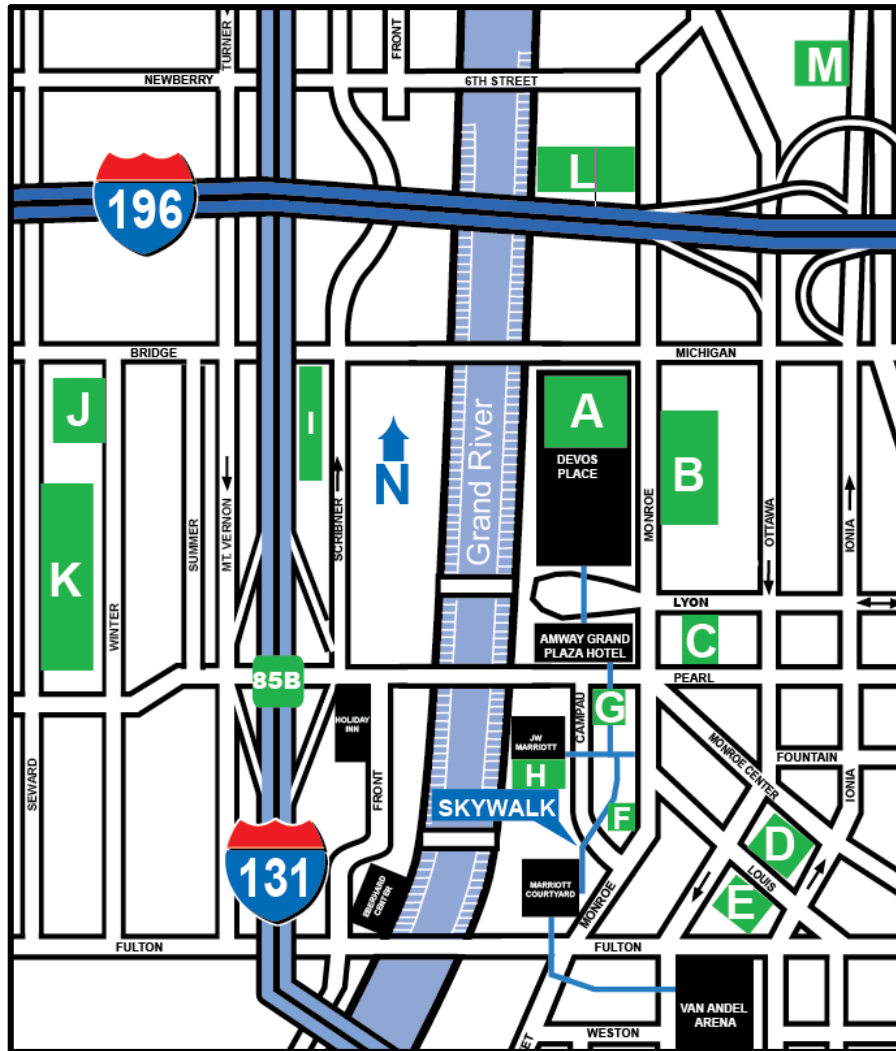 TURNER
FRONT
NEWBERRY
6TH STREET
M
L
196
BRIDGE
MICHIGAN
J
I
A
DEVOS
PLACE
B
N
Grand River
K
SUMMER
MT. VERNON
SCRIBNER
MONROE
OTTAWA
IONIA
WINTER
LYON
C
AMWAY GRAND
PLAZA HOTEL
85B
PEARL
G
CAMPAU
HOLIDAY
INN
JW
MARRIOTT
H
MONROE CENTER
FOUNTAIN
SEWARD
FRONT
SKYWALK
F
IONIA
D
131
LOUIS
E
EBERHARD
CENTER
MARRIOTT
COURTYARD
MONROE
FULTON
FULTON
VAN ANDEL
ARENA
WESTON
ET